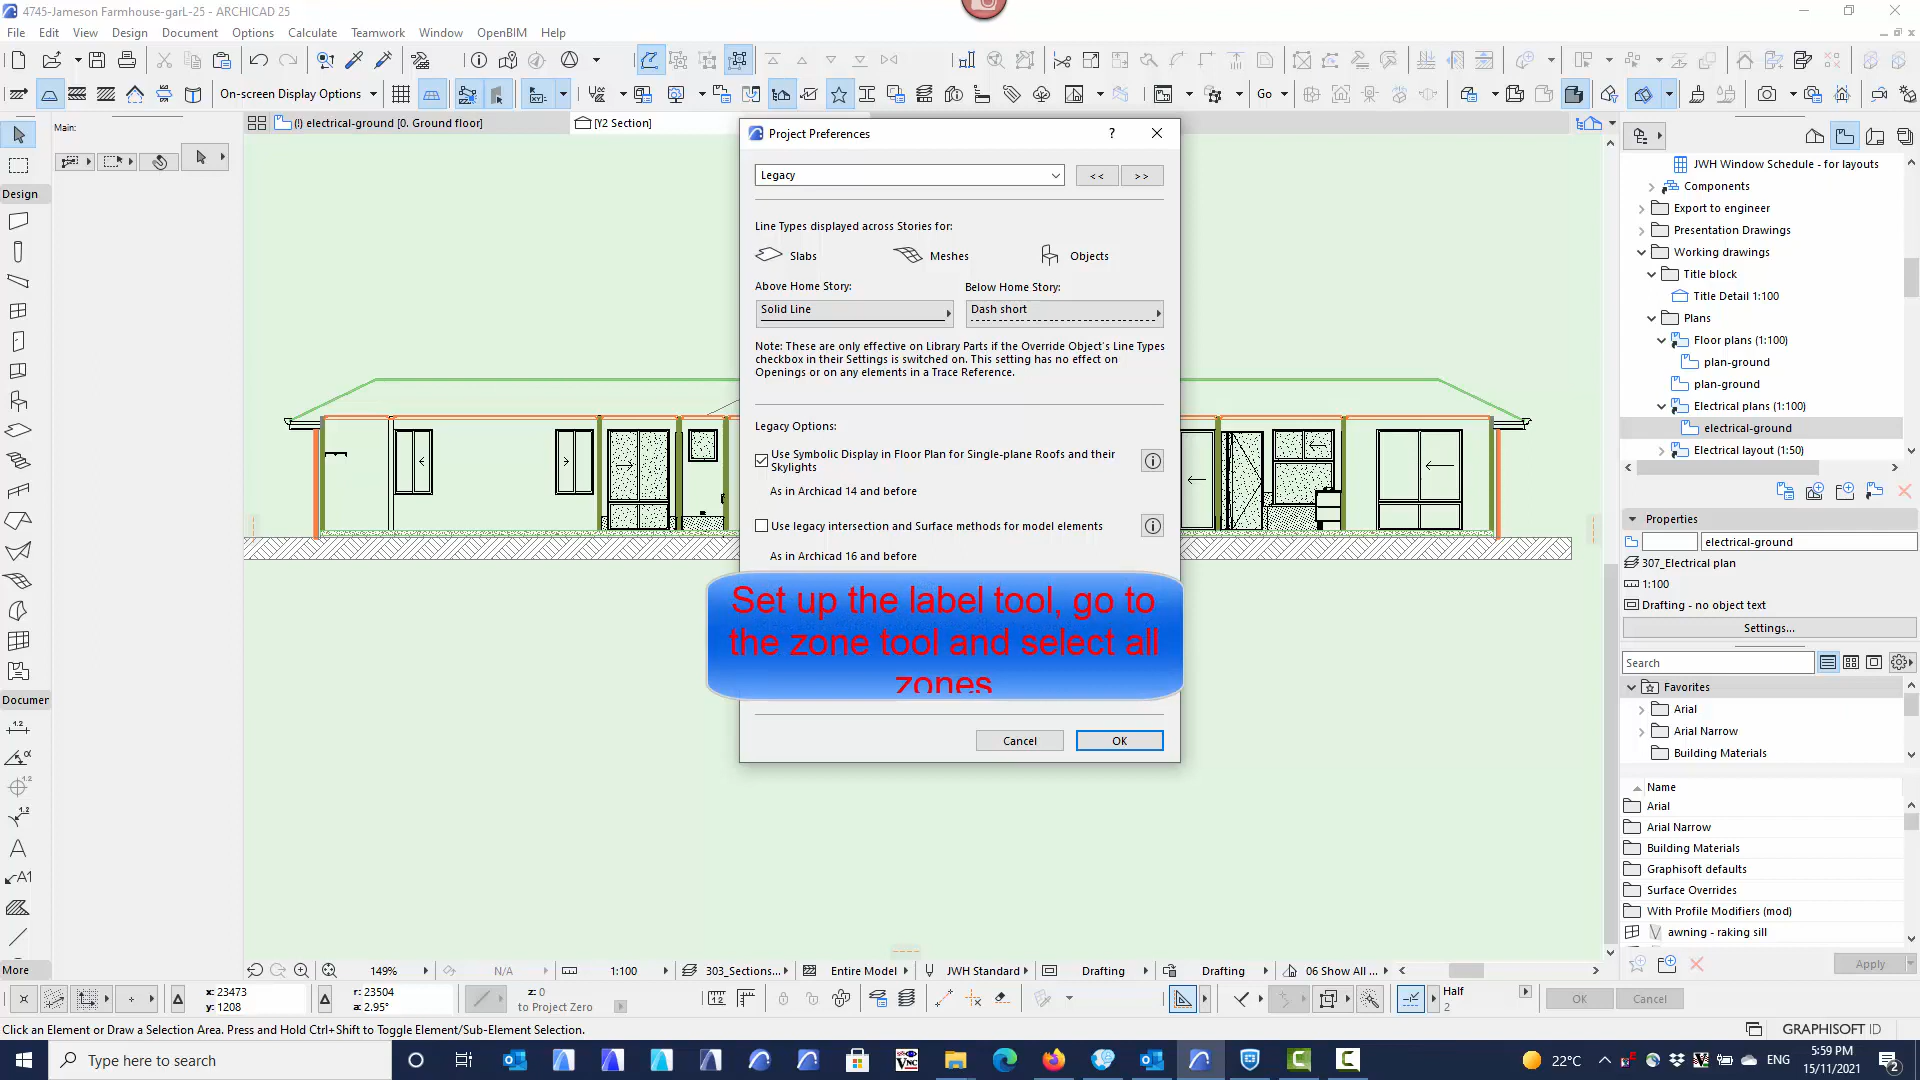 4745-Jameson Farmhouse-garL-25 - ARCHICAD 25
File Edit View Design Document Options Calculate Teamwork Window OpenBIM Help
On-screen Display Options
Go
Main:
(!) electrical-ground [0. Ground floor]
[Y2 Section]
Design
Document
More
1.2
1.2
1.2
A
A1
Project Preferences
?
Legacy
<<
>>
Line Types displayed across Stories for:
Slabs
Meshes
Objects
Above Home Story:
Below Home Story:
Solid Line
Dash short
Note: These are only effective on Library Parts if the Override Object's Line Types
checkbox in their Settings is switched on. This setting has no effect on
Openings or on any elements in a Trace Reference.
Legacy Options:
Use Symbolic Display in Floor Plan for Single-plane Roofs and their
Skylights
As in Archicad 14 and before
Use legacy intersection and Surface methods for model elements
As in Archicad 16 and before
Set up the label tool, go to
the zone tool and select all
zones
Cancel
OK
JWH Window Schedule - for layouts
Components
Export to engineer
Presentation Drawings
Working drawings
Title block
Title Detail 1:100
Plans
Floor plans (1:100)
plan-ground
plan-ground
Electrical plans (1:100)
electrical-ground
Electrical layout (1:50)
Properties
electrical-ground
307_Electrical plan
1:100
Drafting - no object text
Settings...
Search
Favorites
Arial
Arial Narrow
Building Materials
Name
Arial
Arial Narrow
Building Materials
Graphisoft defaults
Surface Overrides
With Profile Modifiers (mod)
awning - raking sill
Apply
149%
N/A
1:100
303_Sections...
Entire Model
JWH Standard
Drafting
Drafting
06 Show All ...
x: 23473
y: 1208
r: 23504
a: 2.95°
z: 0
to Project Zero
Half
2
OK
Cancel
Click an Element or Draw a Selection Area. Press and Hold Ctrl+Shift to Toggle Element/Sub-Element Selection.
GRAPHISOFT ID
Type here to search
22°C
ENG
5:59 PM
15/11/2021
2